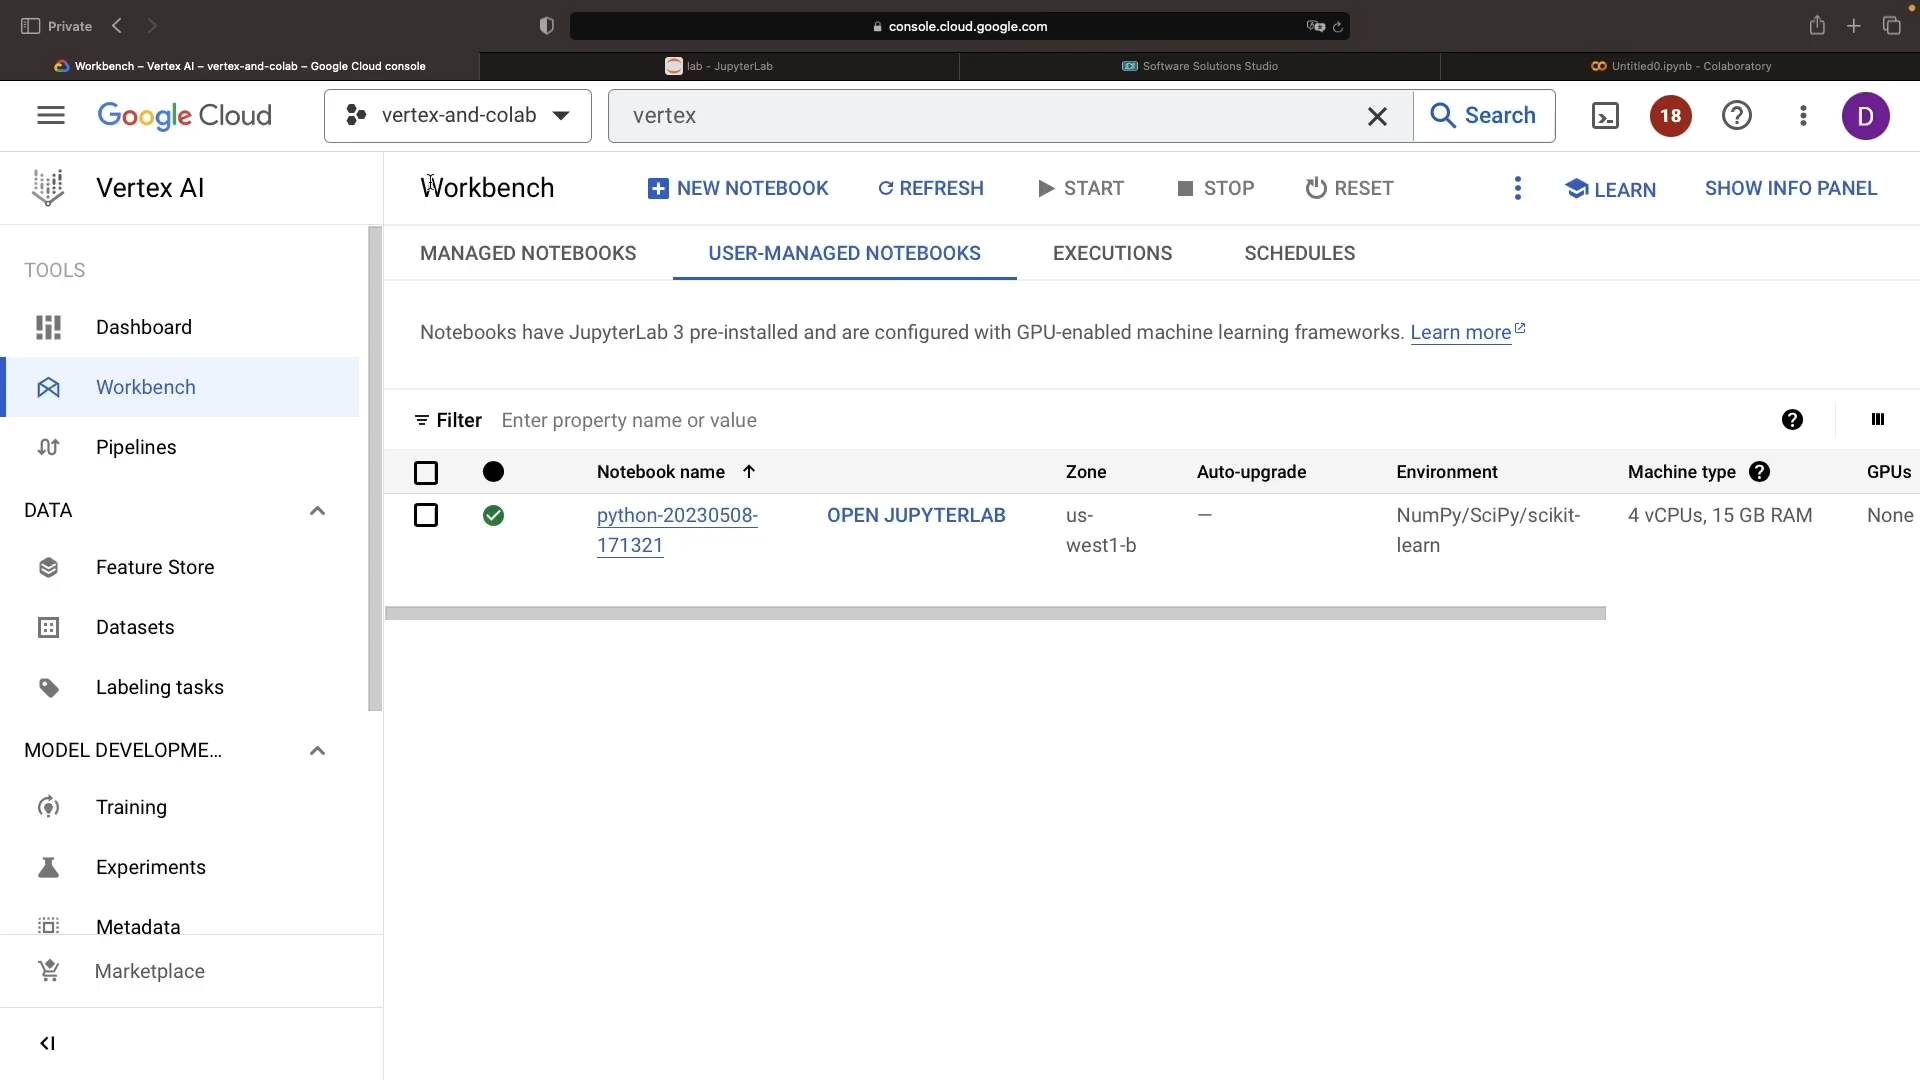 Private
console.cloud.google.com
Workbench – Vertex AI – vertex-and-colab – Google Cloud console
lab - JupyterLab
Software Solutions Studio
Untitled0.ipynb - Colaboratory
Google Cloud
vertex-and-colab
vertex
Search
18
D
Vertex AI
Workbench
NEW NOTEBOOK
REFRESH
START
STOP
RESET
LEARN
SHOW INFO PANEL
TOOLS
Dashboard
Workbench
Pipelines
DATA
Feature Store
Datasets
Labeling tasks
MODEL DEVELOPME...
Training
Experiments
Metadata
Marketplace
MANAGED NOTEBOOKS
USER-MANAGED NOTEBOOKS
EXECUTIONS
SCHEDULES
Notebooks have JupyterLab 3 pre-installed and are configured with GPU-enabled machine learning frameworks. Learn more
Filter Enter property name or value
Notebook name Zone Auto-upgrade Environment Machine type GPUs
python-20230508- OPEN JUPYTERLAB us- — NumPy/SciPy/scikit- 4 vCPUs, 15 GB RAM None
171321 west1-b learn